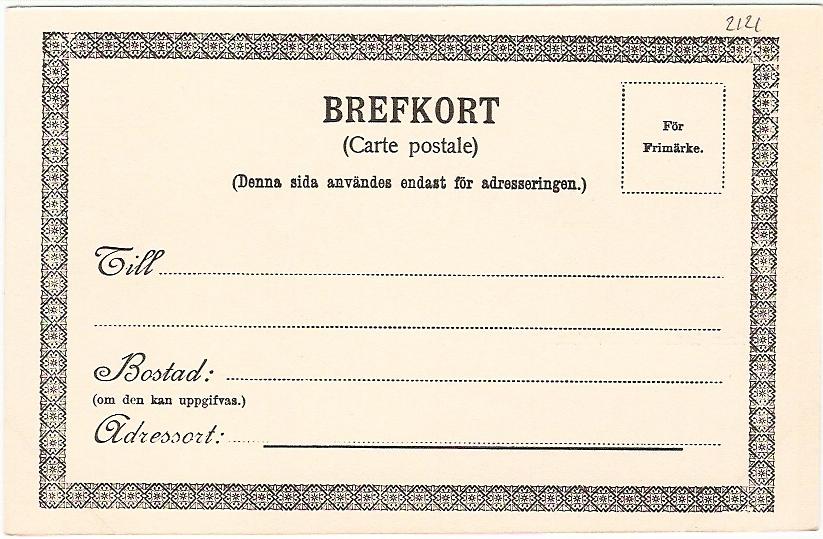 2121
BREFKORT
(Carte postale)
(Denna sida användes endast för adresseringen.)
För
Frimärke.
Till
Bostad:
(om den kan uppgifvas.)
Adressort: